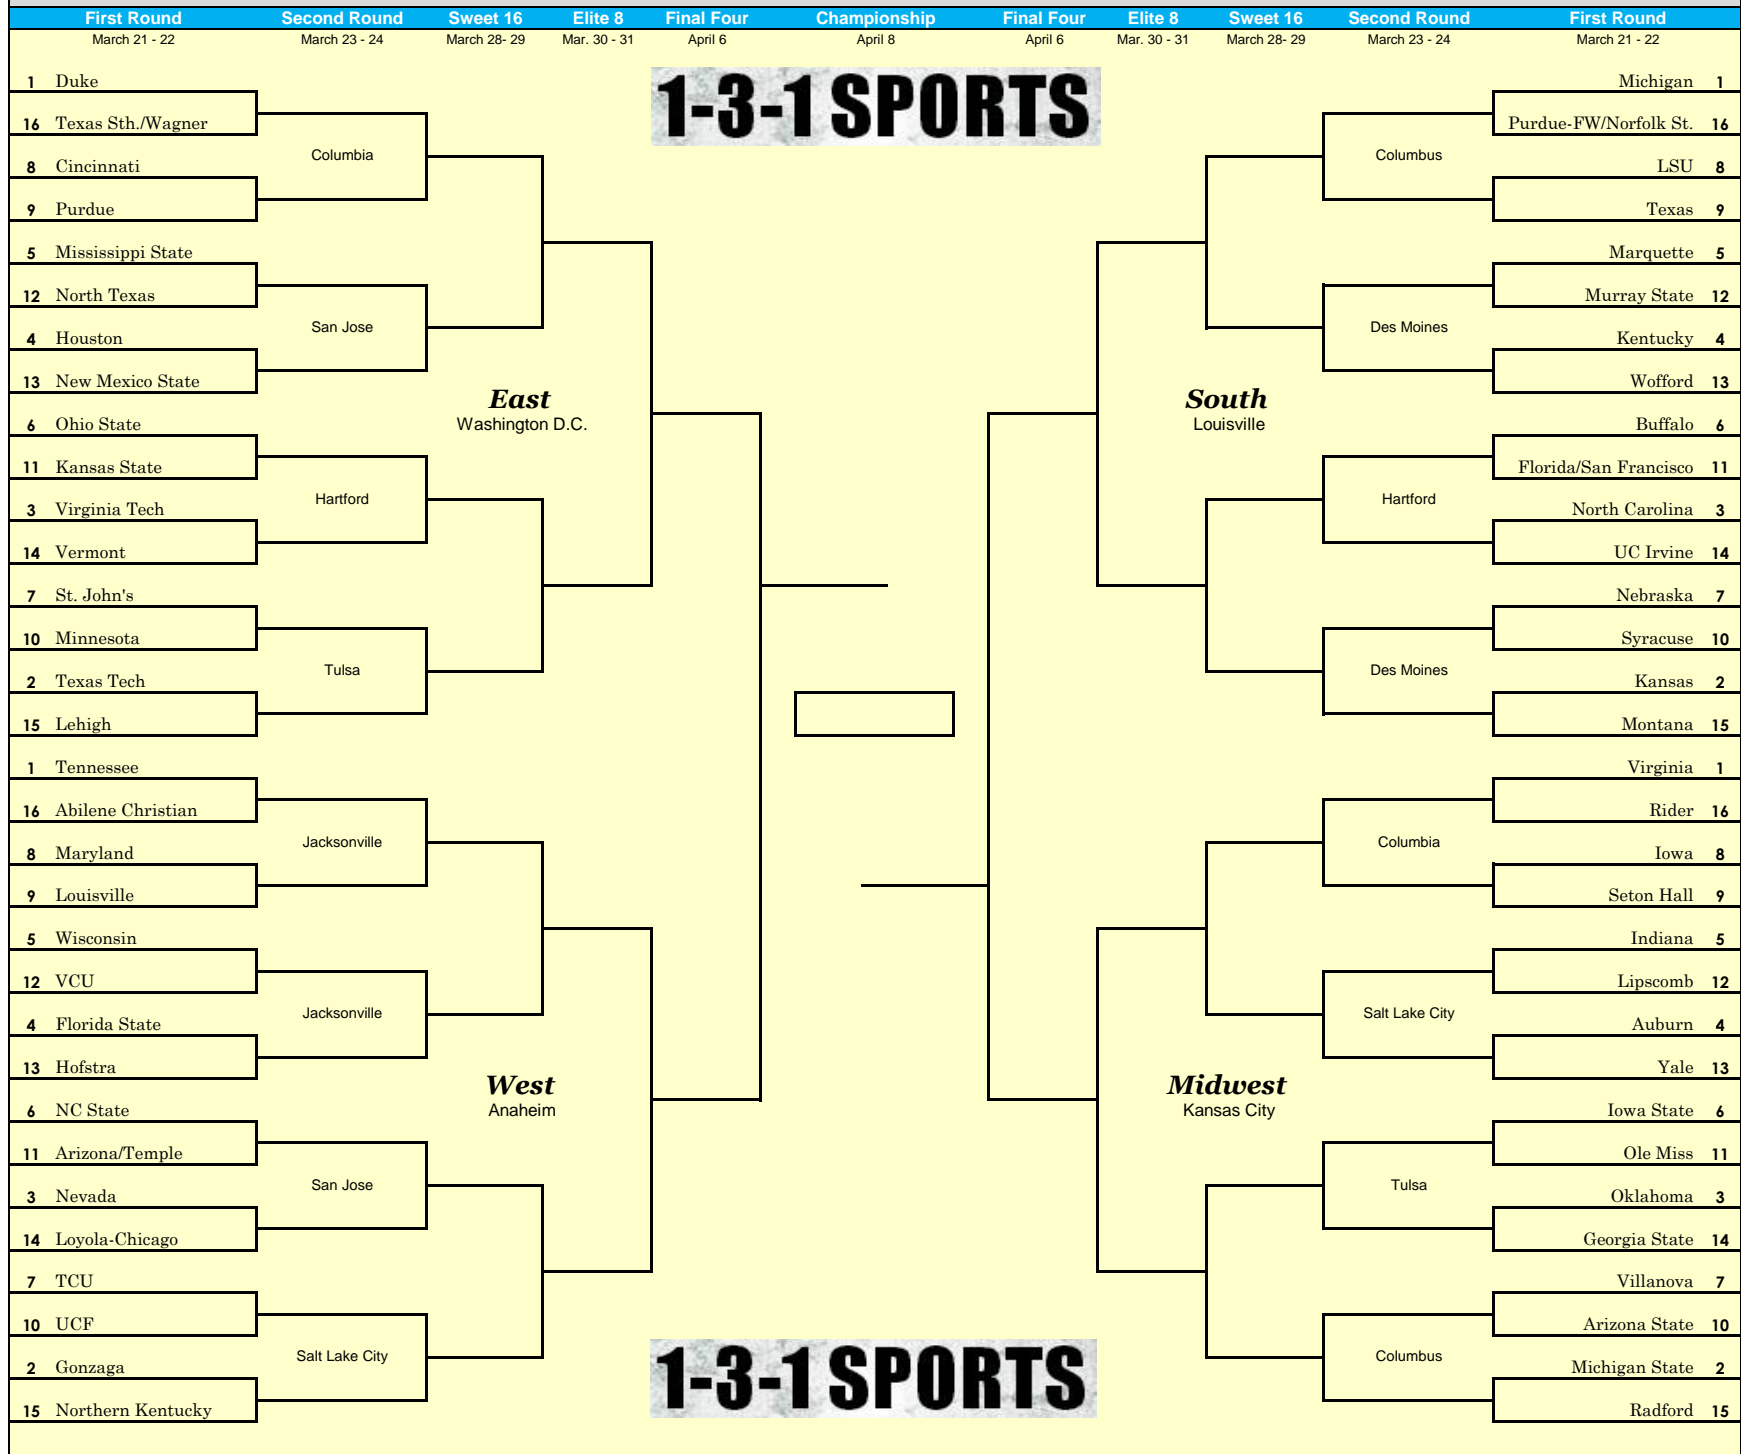 First Round Second Round Sweet 16 Elite 8 Final Four Championship Final Four Elite 8 Sweet 16 Second Round First Round
March 21 - 22 March 23 - 24 March 28- 29 Mar. 30 - 31 April 6 April 8 April 6 Mar. 30 - 31 March 28- 29 March 23 - 24 March 21 - 22
1-3-1 SPORTS
1 Duke
16 Texas Sth./Wagner
Columbia
8 Cincinnati
9 Purdue
5 Mississippi State
12 North Texas
San Jose
4 Houston
13 New Mexico State
East
Washington D.C.
6 Ohio State
11 Kansas State
Hartford
3 Virginia Tech
14 Vermont
7 St. John's
10 Minnesota
Tulsa
2 Texas Tech
15 Lehigh
1 Tennessee
16 Abilene Christian
Jacksonville
8 Maryland
9 Louisville
5 Wisconsin
12 VCU
Jacksonville
4 Florida State
13 Hofstra
West
Anaheim
6 NC State
11 Arizona/Temple
San Jose
3 Nevada
14 Loyola-Chicago
7 TCU
10 UCF
Salt Lake City
2 Gonzaga
15 Northern Kentucky
Michigan 1
Purdue-FW/Norfolk St. 16
Columbus
LSU 8
Texas 9
Marquette 5
Murray State 12
Des Moines
Kentucky 4
Wofford 13
South
Louisville
Buffalo 6
Florida/San Francisco 11
Hartford
North Carolina 3
UC Irvine 14
Nebraska 7
Syracuse 10
Des Moines
Kansas 2
Montana 15
Virginia 1
Rider 16
Columbia
Iowa 8
Seton Hall 9
Indiana 5
Lipscomb 12
Salt Lake City
Auburn 4
Yale 13
Midwest
Kansas City
Iowa State 6
Ole Miss 11
Tulsa
Oklahoma 3
Georgia State 14
Villanova 7
Arizona State 10
Columbus
Michigan State 2
Radford 15
1-3-1 SPORTS